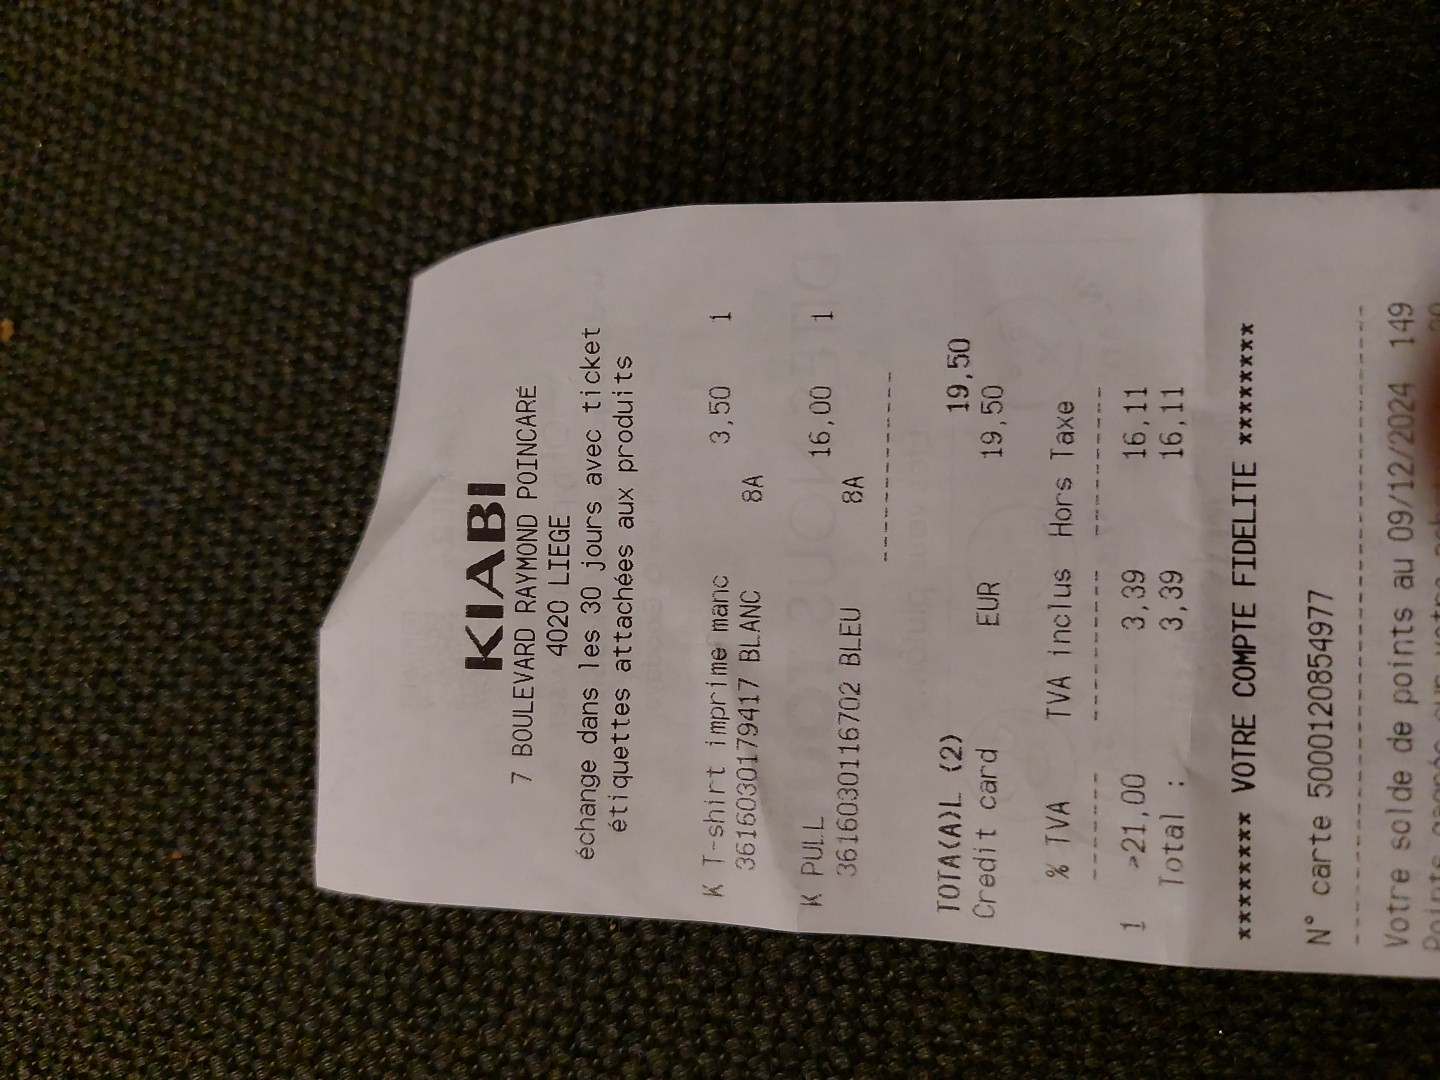 KIABI
7 BOULEVARD RAYMOND POINCARÉ
4020 LIEGE
échange dans les 30 jours avec ticket
étiquettes attachées aux produits
K T-shirt imprime manc 3,50 1
3616030179417 BLANC 8A
K PULL 16,00 1
3616030116702 BLEU 8A
--------------
TOTA(A)L (2) 19,50
Credit card EUR 19,50
% TVA TVA inclus Hors Taxe
------ ----------- -----------
1 >21,00 3,39 16,11
Total : 3,39 16,11
******** VOTRE COMPTE FIDELITE ********
N° carte 5000120854977
---------------------------------------
Votre solde de points au 09/12/2024 149
Points